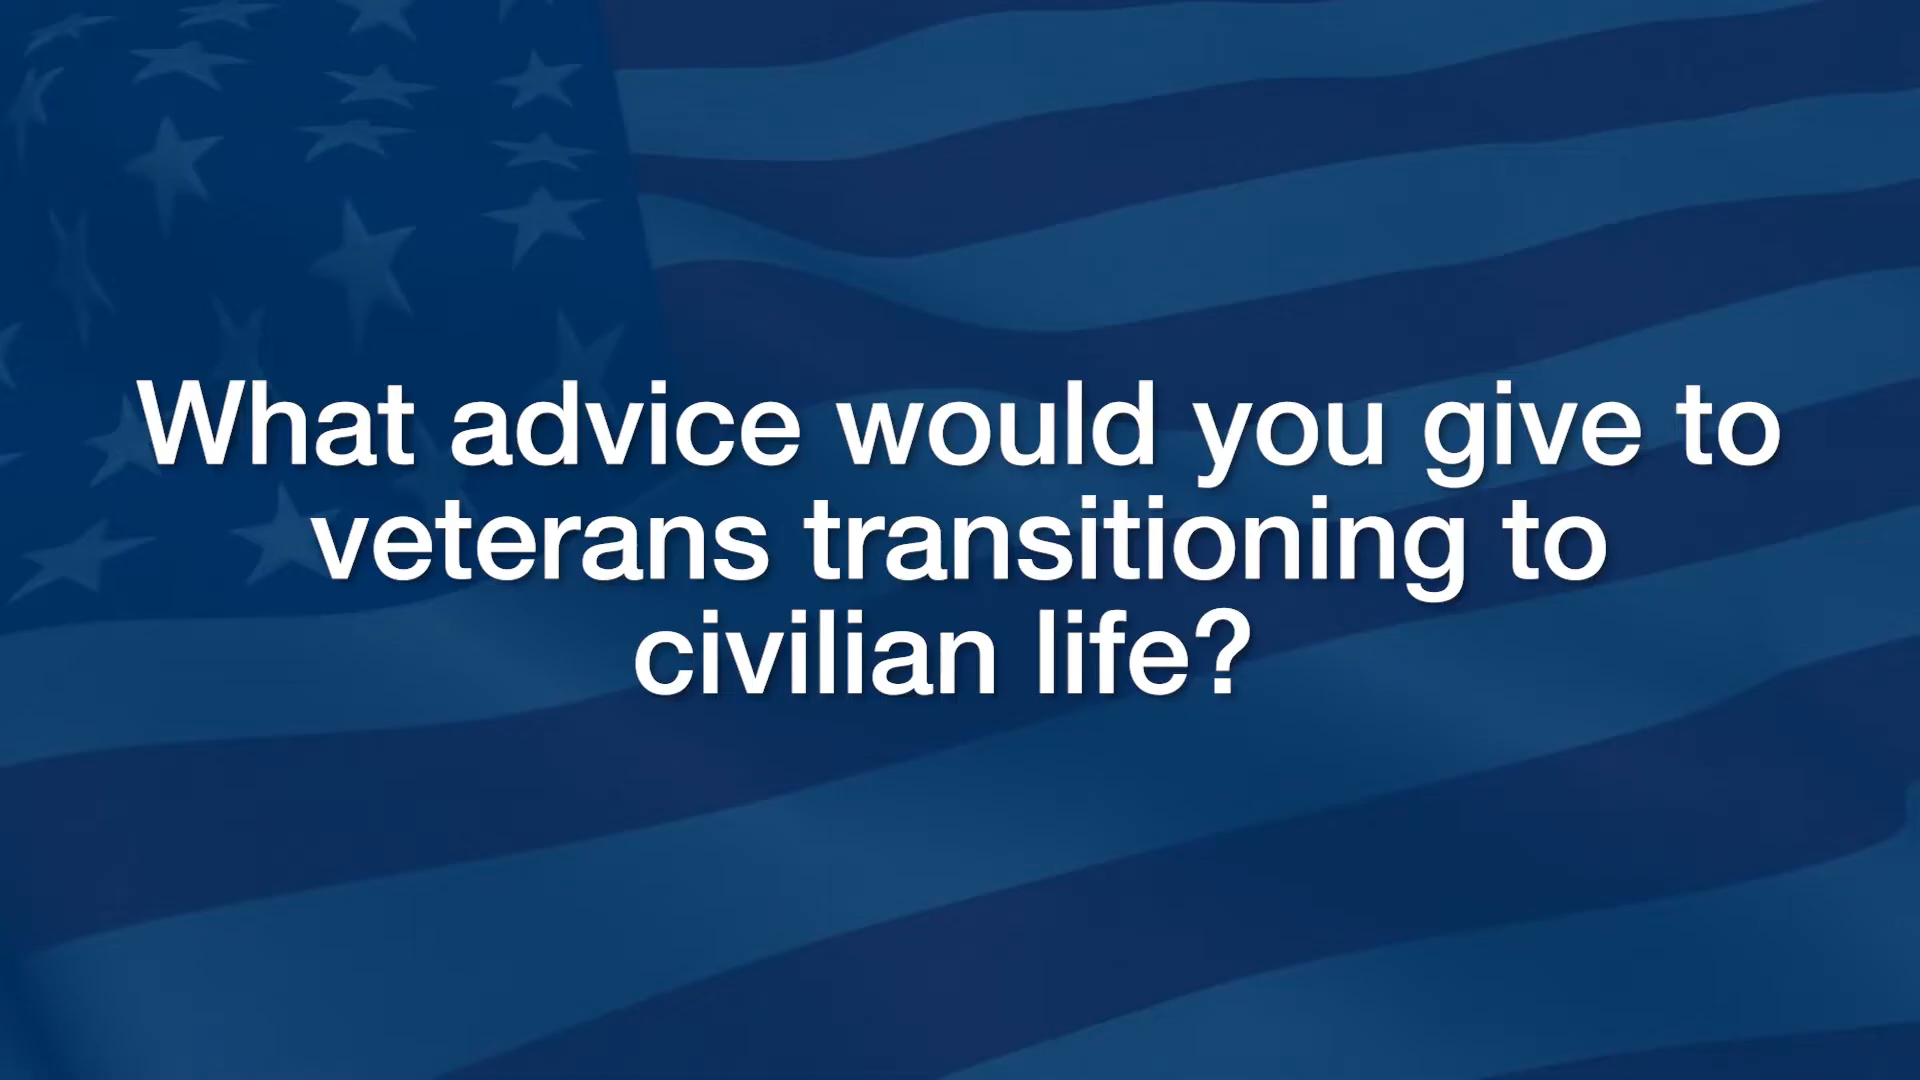 What advice would you give to
veterans transitioning to
civilian life?